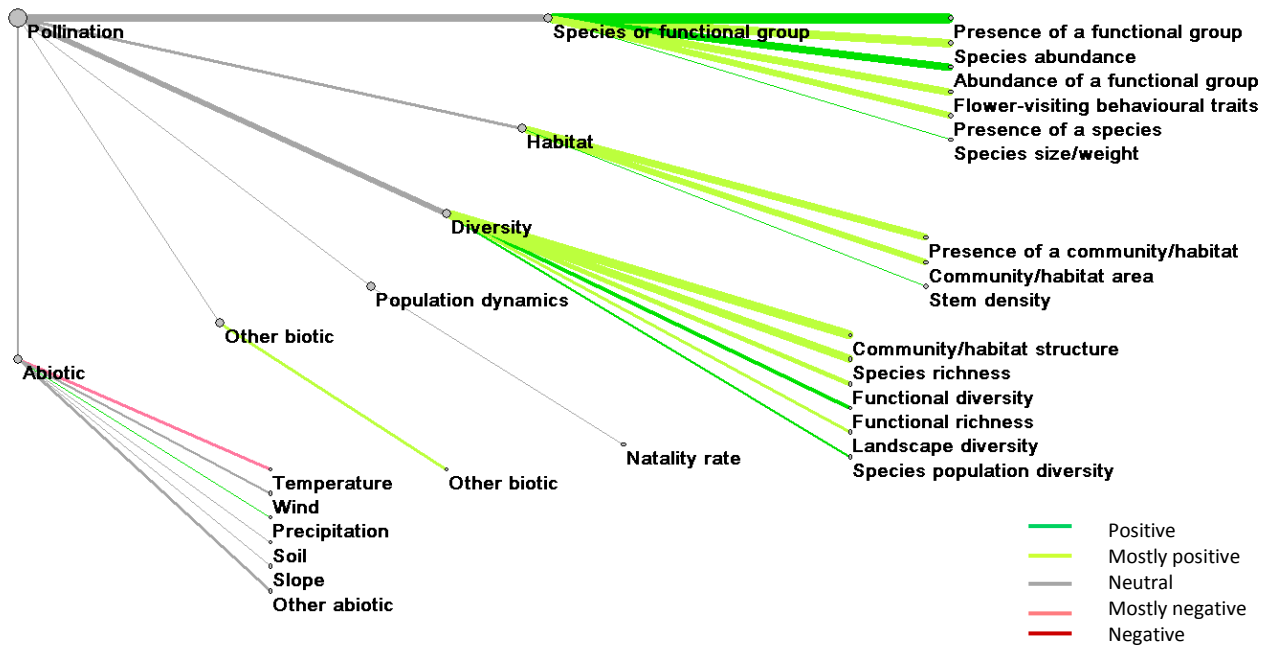 Pollination
Species or functional group
Presence of a functional group
Species abundance
Abundance of a functional group
Flower-visiting behavioural traits
Presence of a species
Species size/weight
Habitat
Presence of a community/habitat
Community/habitat area
Stem density
Diversity
Community/habitat structure
Species richness
Functional diversity
Functional richness
Landscape diversity
Species population diversity
Population dynamics
Natality rate
Other biotic
Other biotic
Abiotic
Temperature
Wind
Precipitation
Soil
Slope
Other abiotic
Positive
Mostly positive
Neutral
Mostly negative
Negative